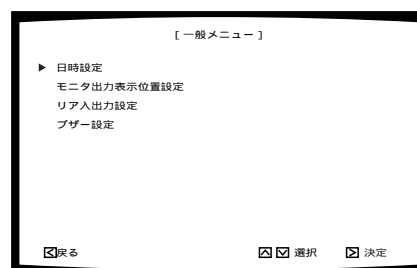 [一般メニュー]
▶ 日時設定
モニタ出力表示位置設定
リア入出力設定
ブザー設定
戻る 選択 決定